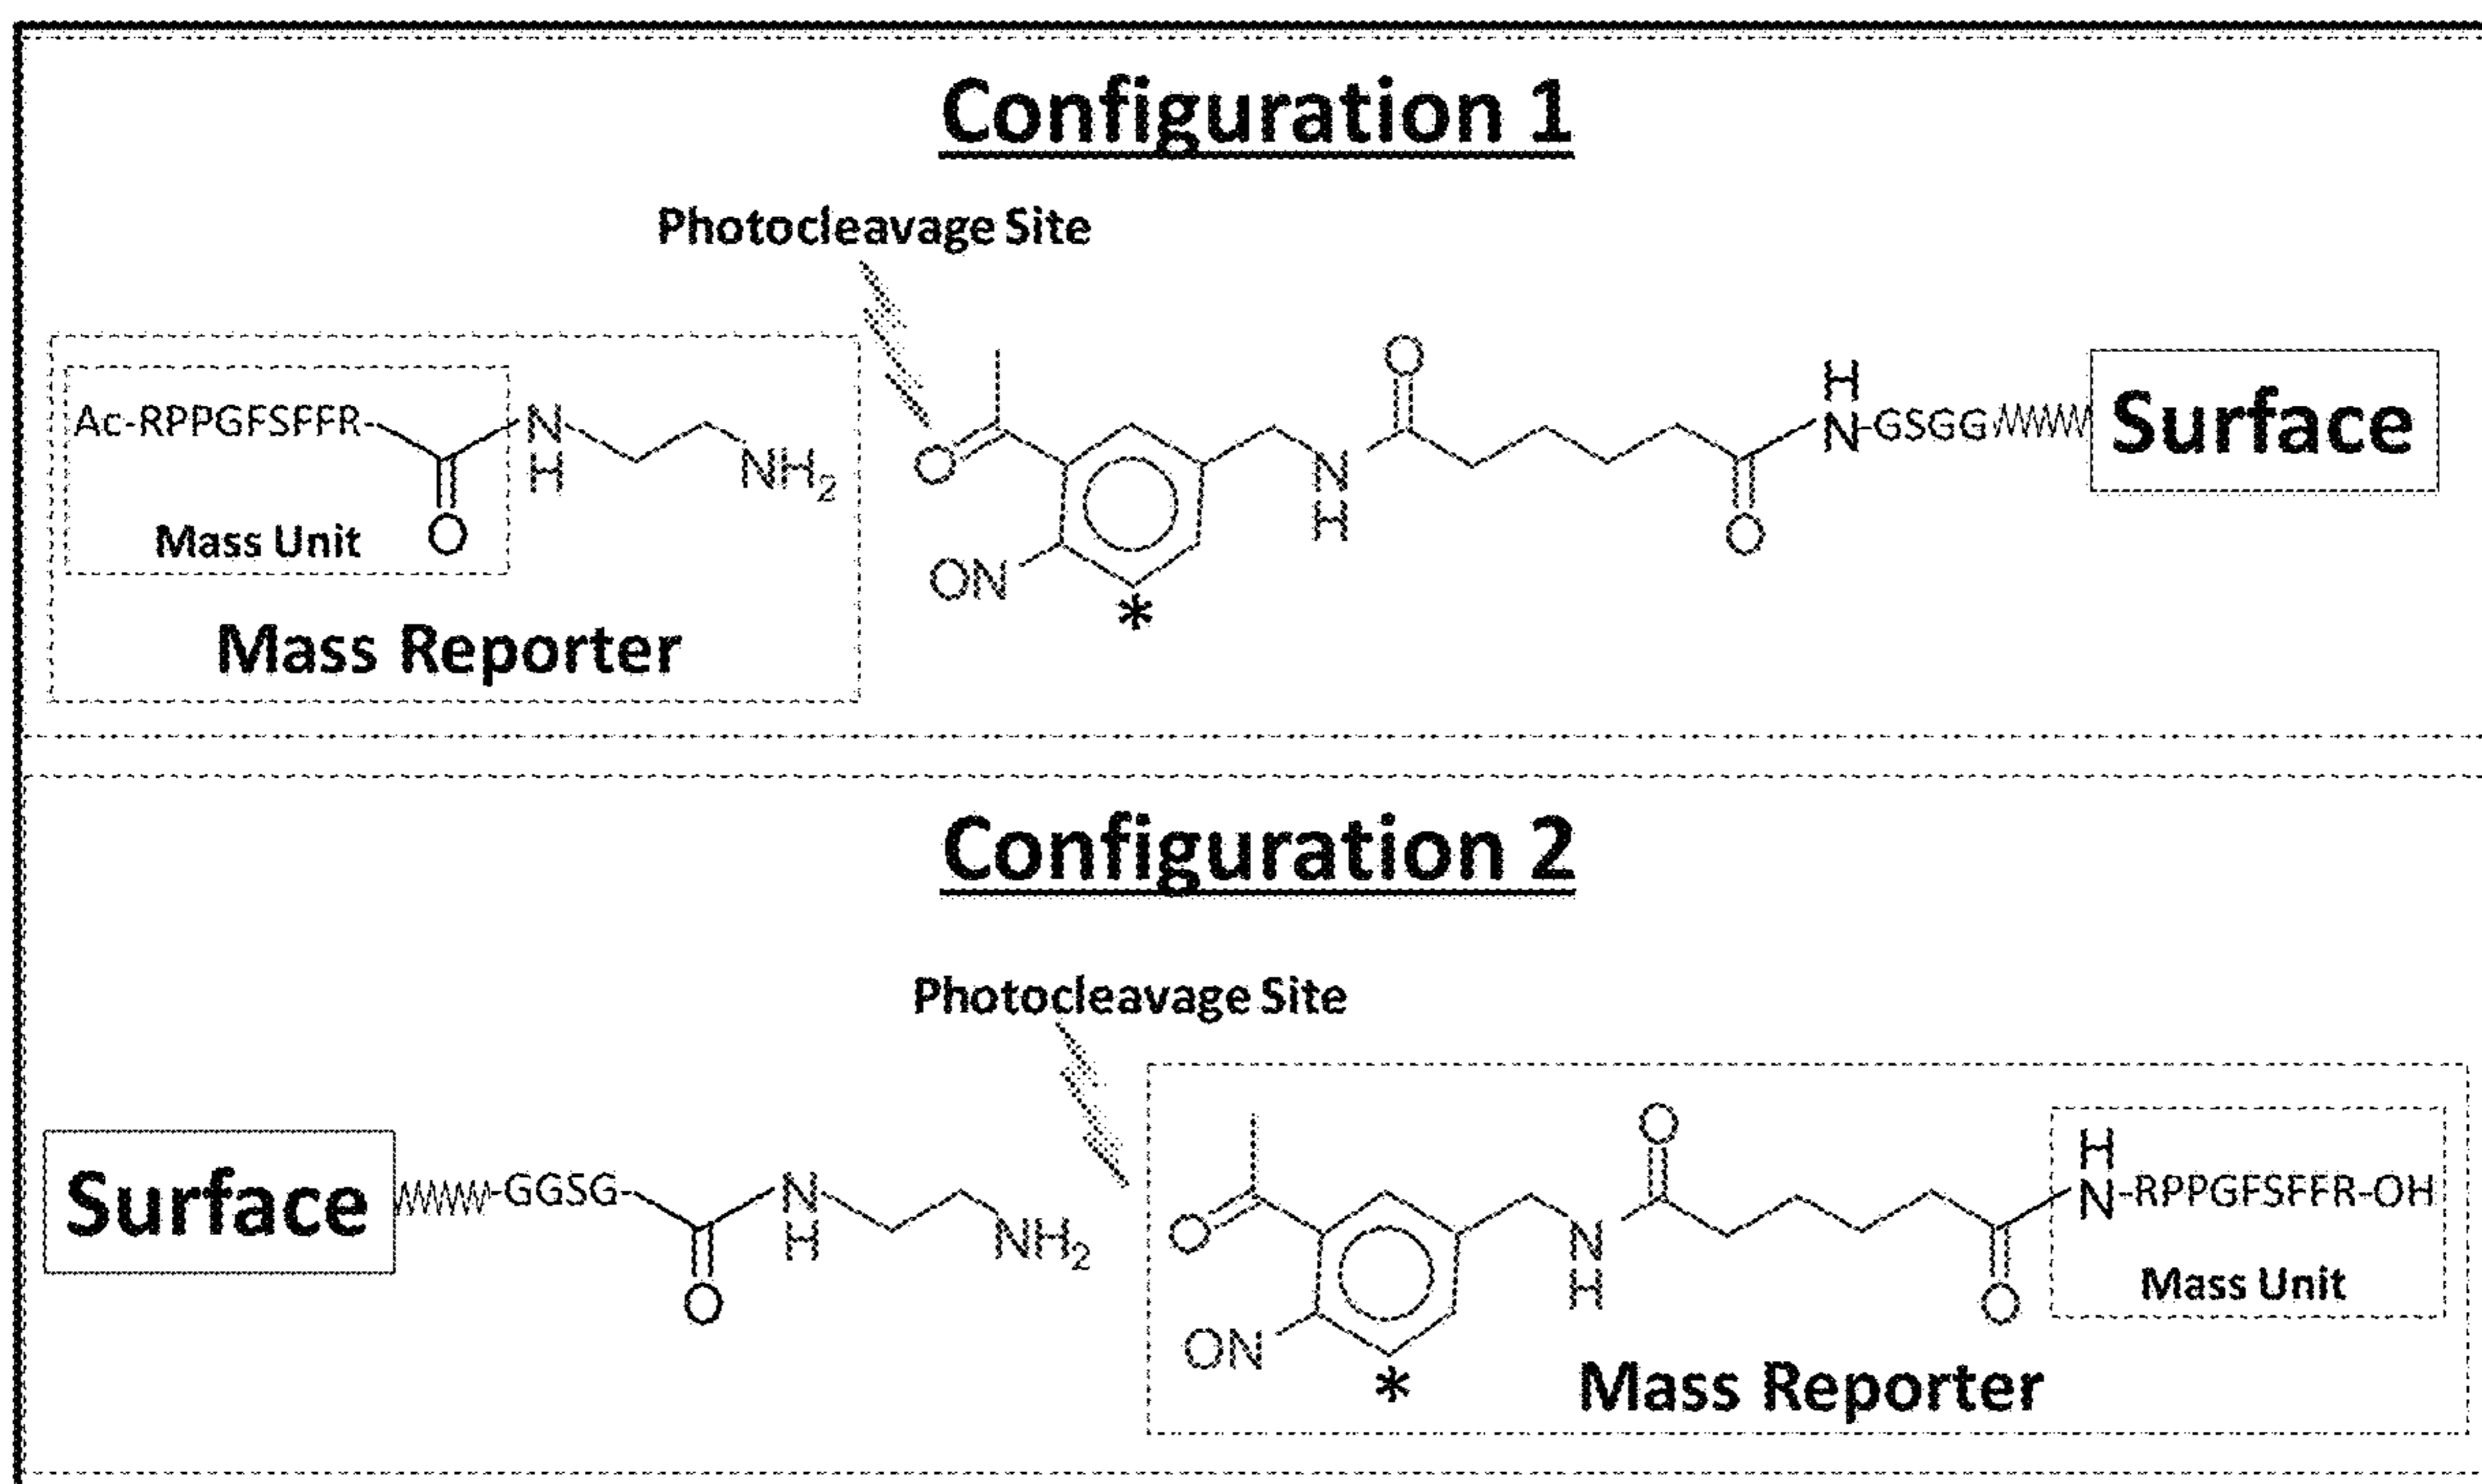 Configuration 1
Photocleavage Site
Ac-RPPGFSFFR-
N
H
NH2
O
Mass Unit
Mass Reporter
O
ON
*
O
N
H
O
H
N-GSGG
Surface
Configuration 2
Photocleavage Site
Surface
-GGSG-
O
N
H
NH2
O
ON
*
O
N
H
O
H
N-RPPGFSFFR-OH
Mass Unit
Mass Reporter